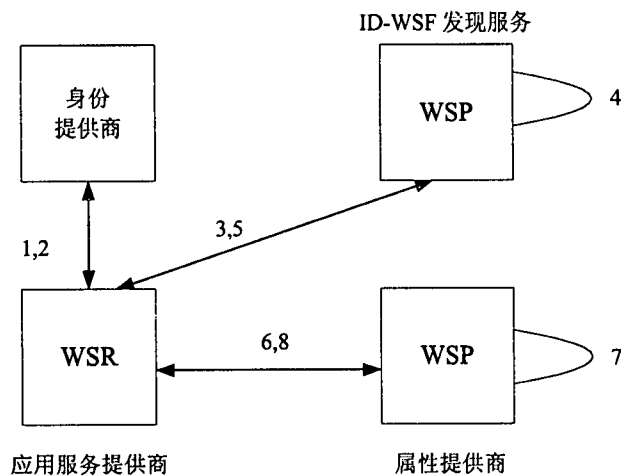 ID-WSF 发现服务
身份
提供商
WSP
4
3,5
1,2
WSR
6,8
WSP
7
应用服务提供商
属性提供商